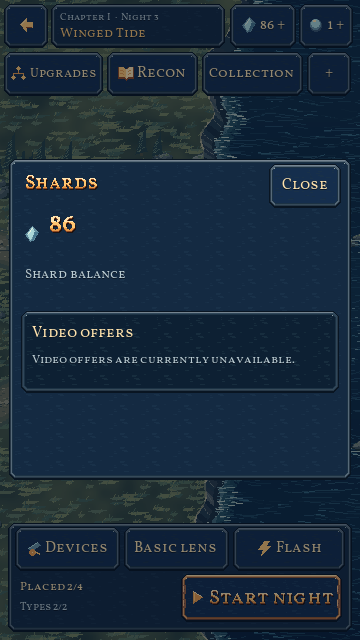 Chapter I · Night 3
Winged Tide
86 +
1 +
Upgrades
Recon
Collection
+
Shards
Close
86
Shard balance
Video offers
Video offers are currently unavailable.
Devices
Basic lens
Flash
Placed 2/4
Types 2/2
Start night